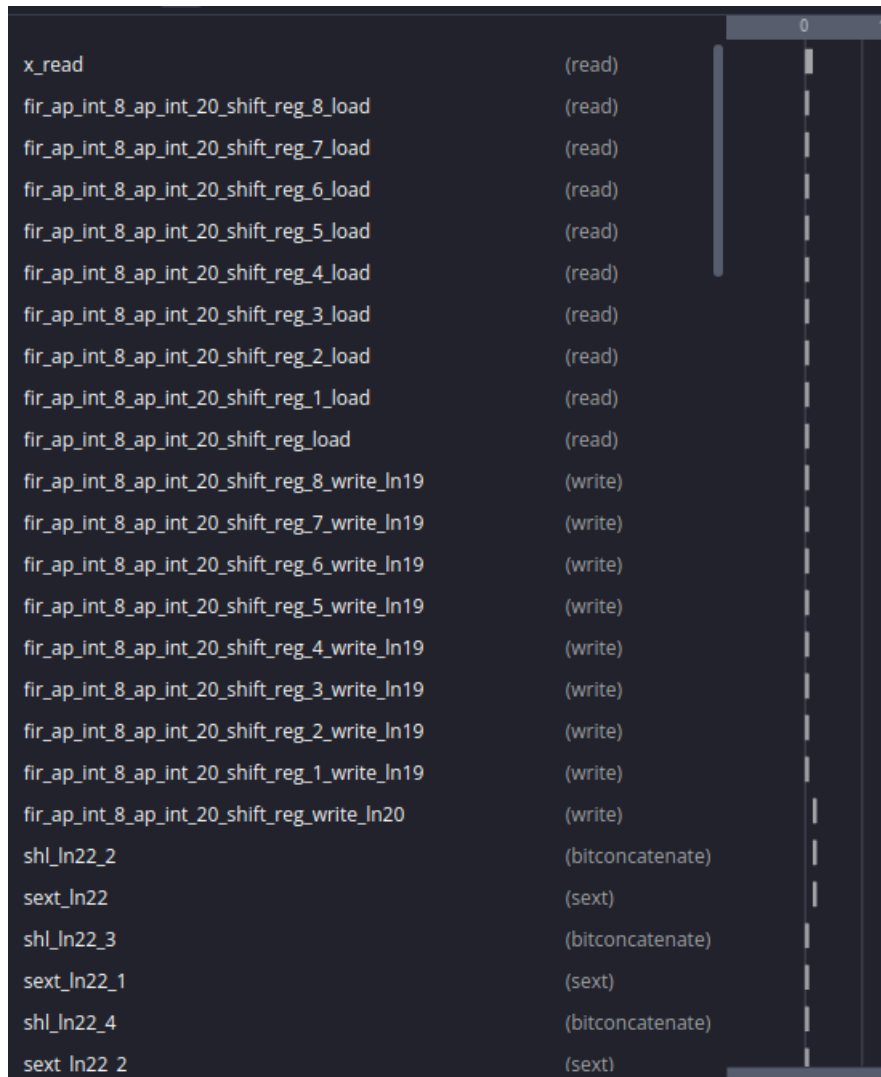 0
x_read (read)
fir_ap_int_8_ap_int_20_shift_reg_8_load (read)
fir_ap_int_8_ap_int_20_shift_reg_7_load (read)
fir_ap_int_8_ap_int_20_shift_reg_6_load (read)
fir_ap_int_8_ap_int_20_shift_reg_5_load (read)
fir_ap_int_8_ap_int_20_shift_reg_4_load (read)
fir_ap_int_8_ap_int_20_shift_reg_3_load (read)
fir_ap_int_8_ap_int_20_shift_reg_2_load (read)
fir_ap_int_8_ap_int_20_shift_reg_1_load (read)
fir_ap_int_8_ap_int_20_shift_reg_load (read)
fir_ap_int_8_ap_int_20_shift_reg_8_write_ln19 (write)
fir_ap_int_8_ap_int_20_shift_reg_7_write_ln19 (write)
fir_ap_int_8_ap_int_20_shift_reg_6_write_ln19 (write)
fir_ap_int_8_ap_int_20_shift_reg_5_write_ln19 (write)
fir_ap_int_8_ap_int_20_shift_reg_4_write_ln19 (write)
fir_ap_int_8_ap_int_20_shift_reg_3_write_ln19 (write)
fir_ap_int_8_ap_int_20_shift_reg_2_write_ln19 (write)
fir_ap_int_8_ap_int_20_shift_reg_1_write_ln19 (write)
fir_ap_int_8_ap_int_20_shift_reg_write_ln20 (write)
shl_ln22_2 (bitconcatenate)
sext_ln22 (sext)
shl_ln22_3 (bitconcatenate)
sext_ln22_1 (sext)
shl_ln22_4 (bitconcatenate)
sext_ln22_2 (sext)